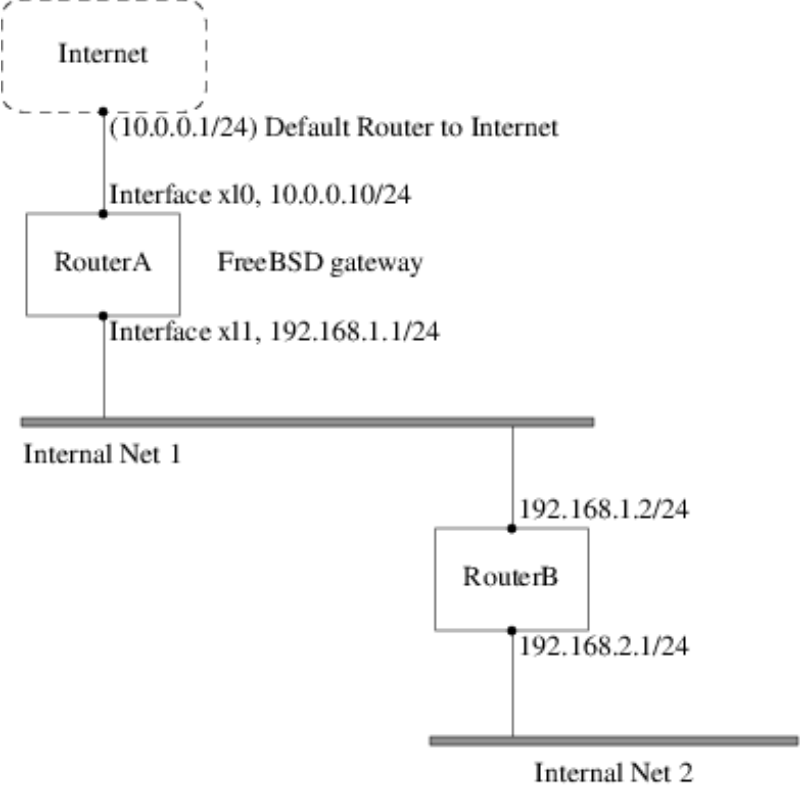 Internet
(10.0.0.1/24) Default Router to Internet
Interface xl0, 10.0.0.10/24
RouterA
FreeBSD gateway
Interface xl1, 192.168.1.1/24
Internal Net 1
192.168.1.2/24
RouterB
192.168.2.1/24
Internal Net 2